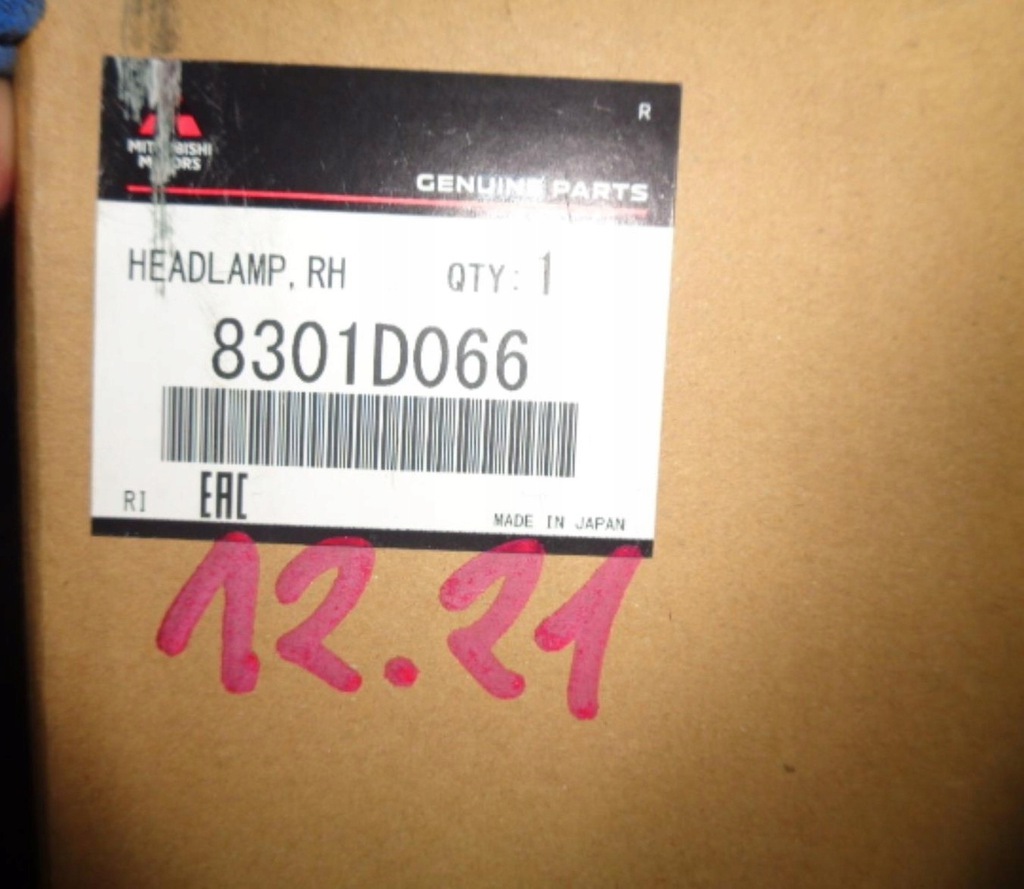 R
MITSUBISHI
MOTORS
GENUINE PARTS
HEADLAMP, RH
QTY: 1
8301D066
RI
EAC
MADE IN JAPAN
12.21